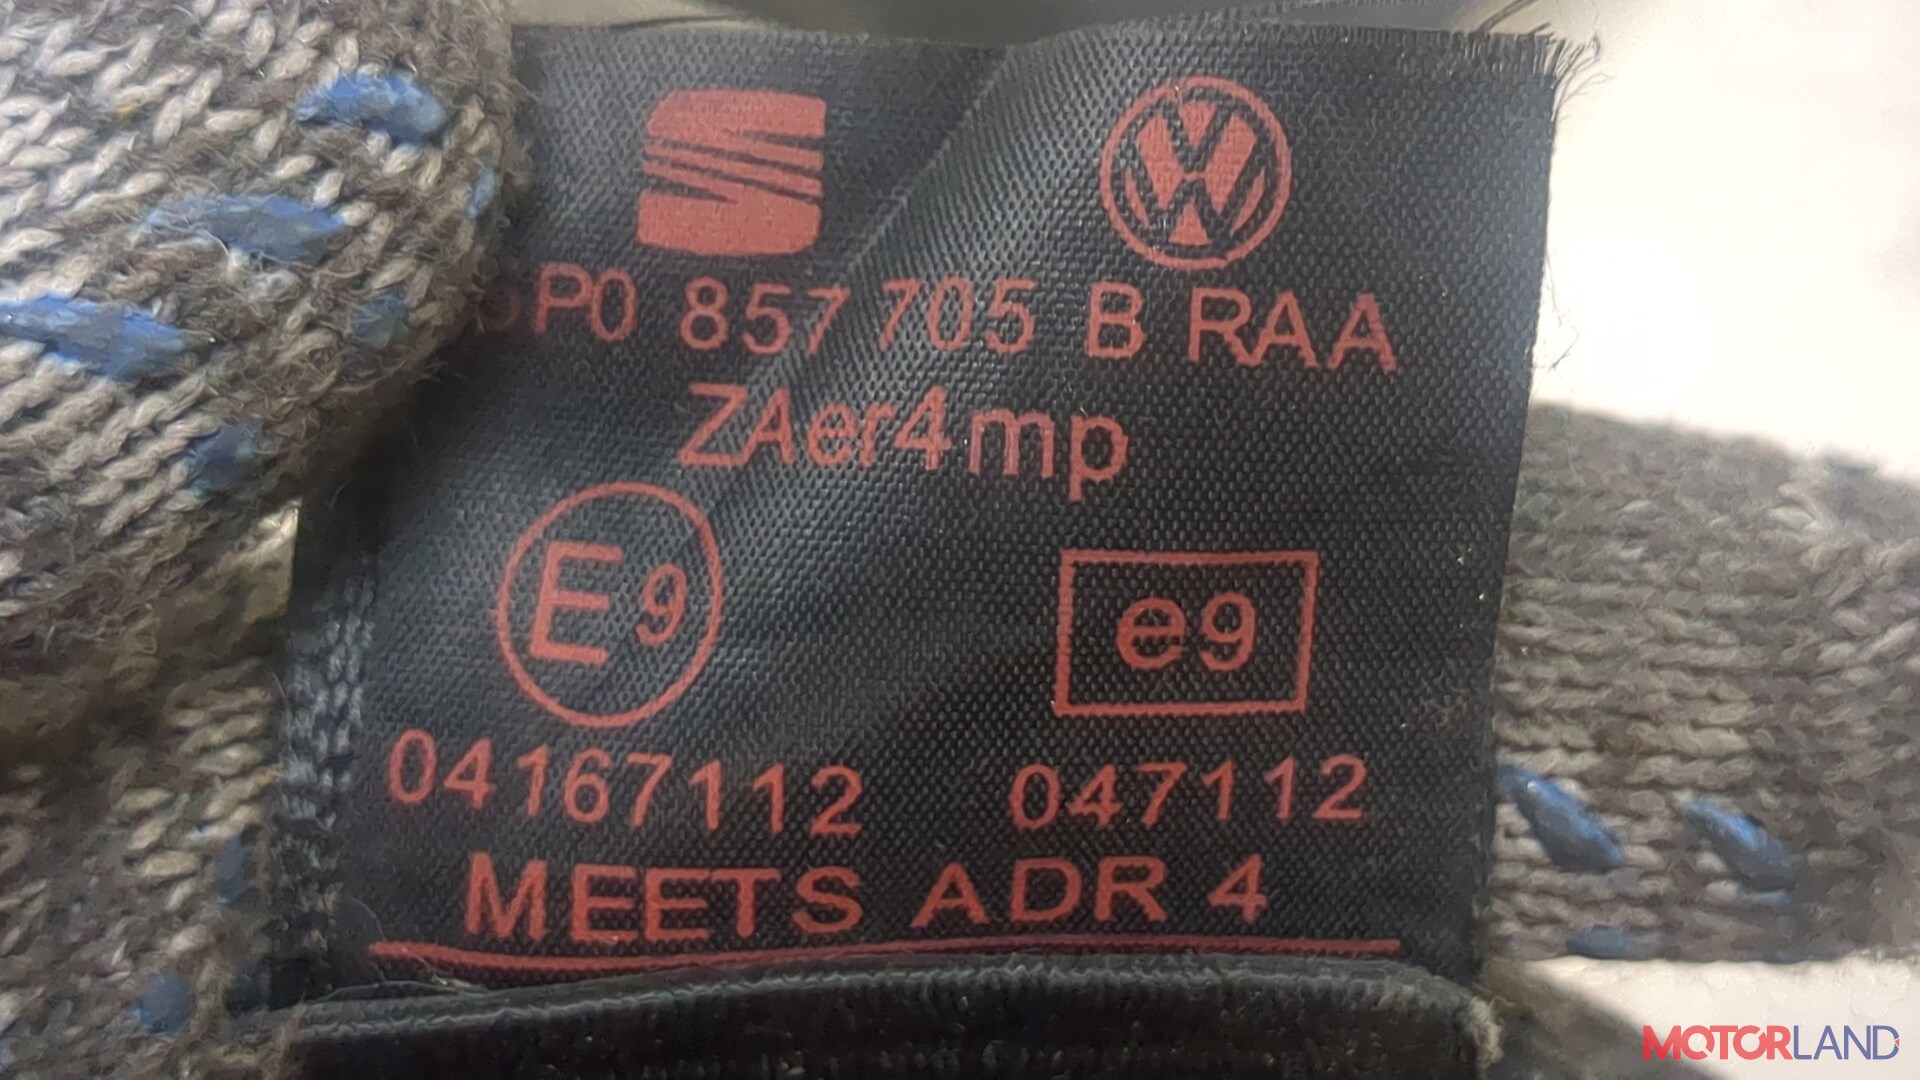 5P0 857 705 B RAA
ZAer4mp
E9 e9
04167112 047112
MEETS ADR 4
MOTORLAND